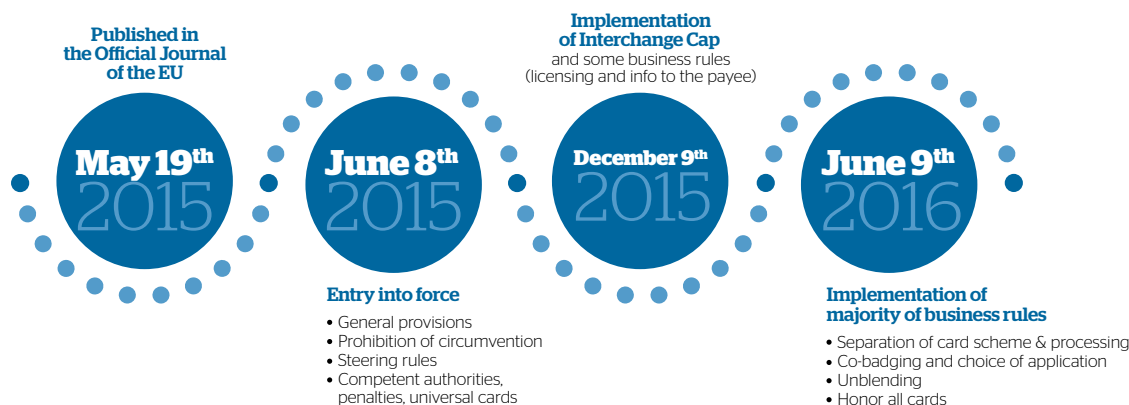 Published in
the Official Journal
of the EU
May 19th
2015
June 8th
2015
Entry into force
• General provisions
• Prohibition of circumvention
• Steering rules
• Competent authorities,
penalties, universal cards
Implementation
of Interchange Cap
and some business rules
(licensing and info to the payee)
December 9th
2015
June 9th
2016
Implementation of
majority of business rules
• Separation of card scheme & processing
• Co-badging and choice of application
• Unblending
• Honor all cards